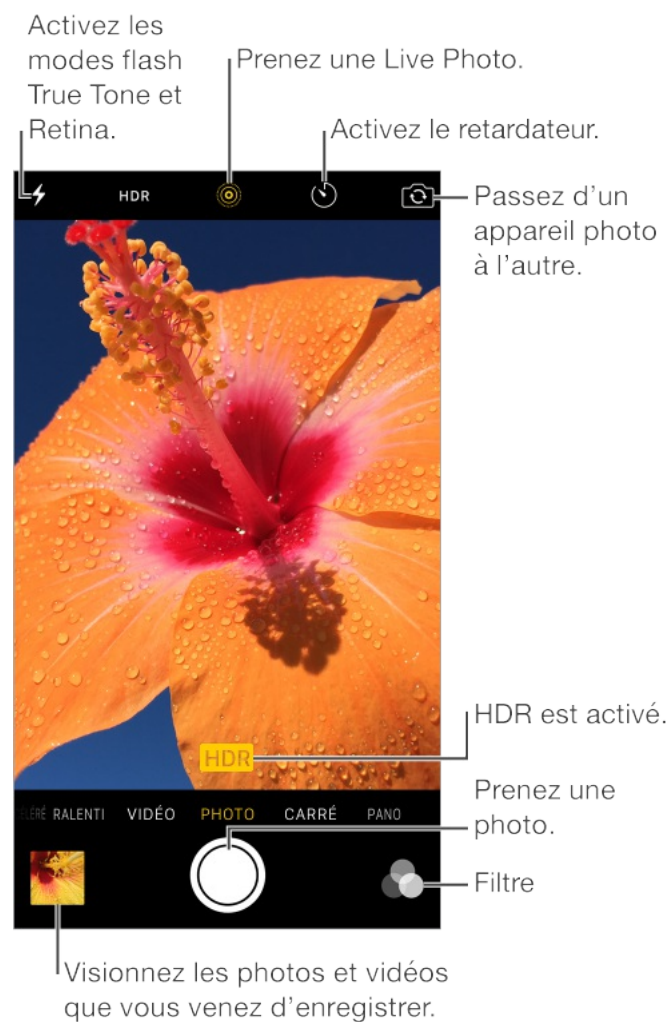 Activez les
modes flash
True Tone et
Retina.
Prenez une Live Photo.
Activez le retardateur.
HDR
Passez d'un
appareil photo
à l'autre.
HDR
HDR est activé.
RALENTI VIDÉO PHOTO CARRÉ PANO
Prenez une
photo.
Filtre
Visionnez les photos et vidéos
que vous venez d'enregistrer.